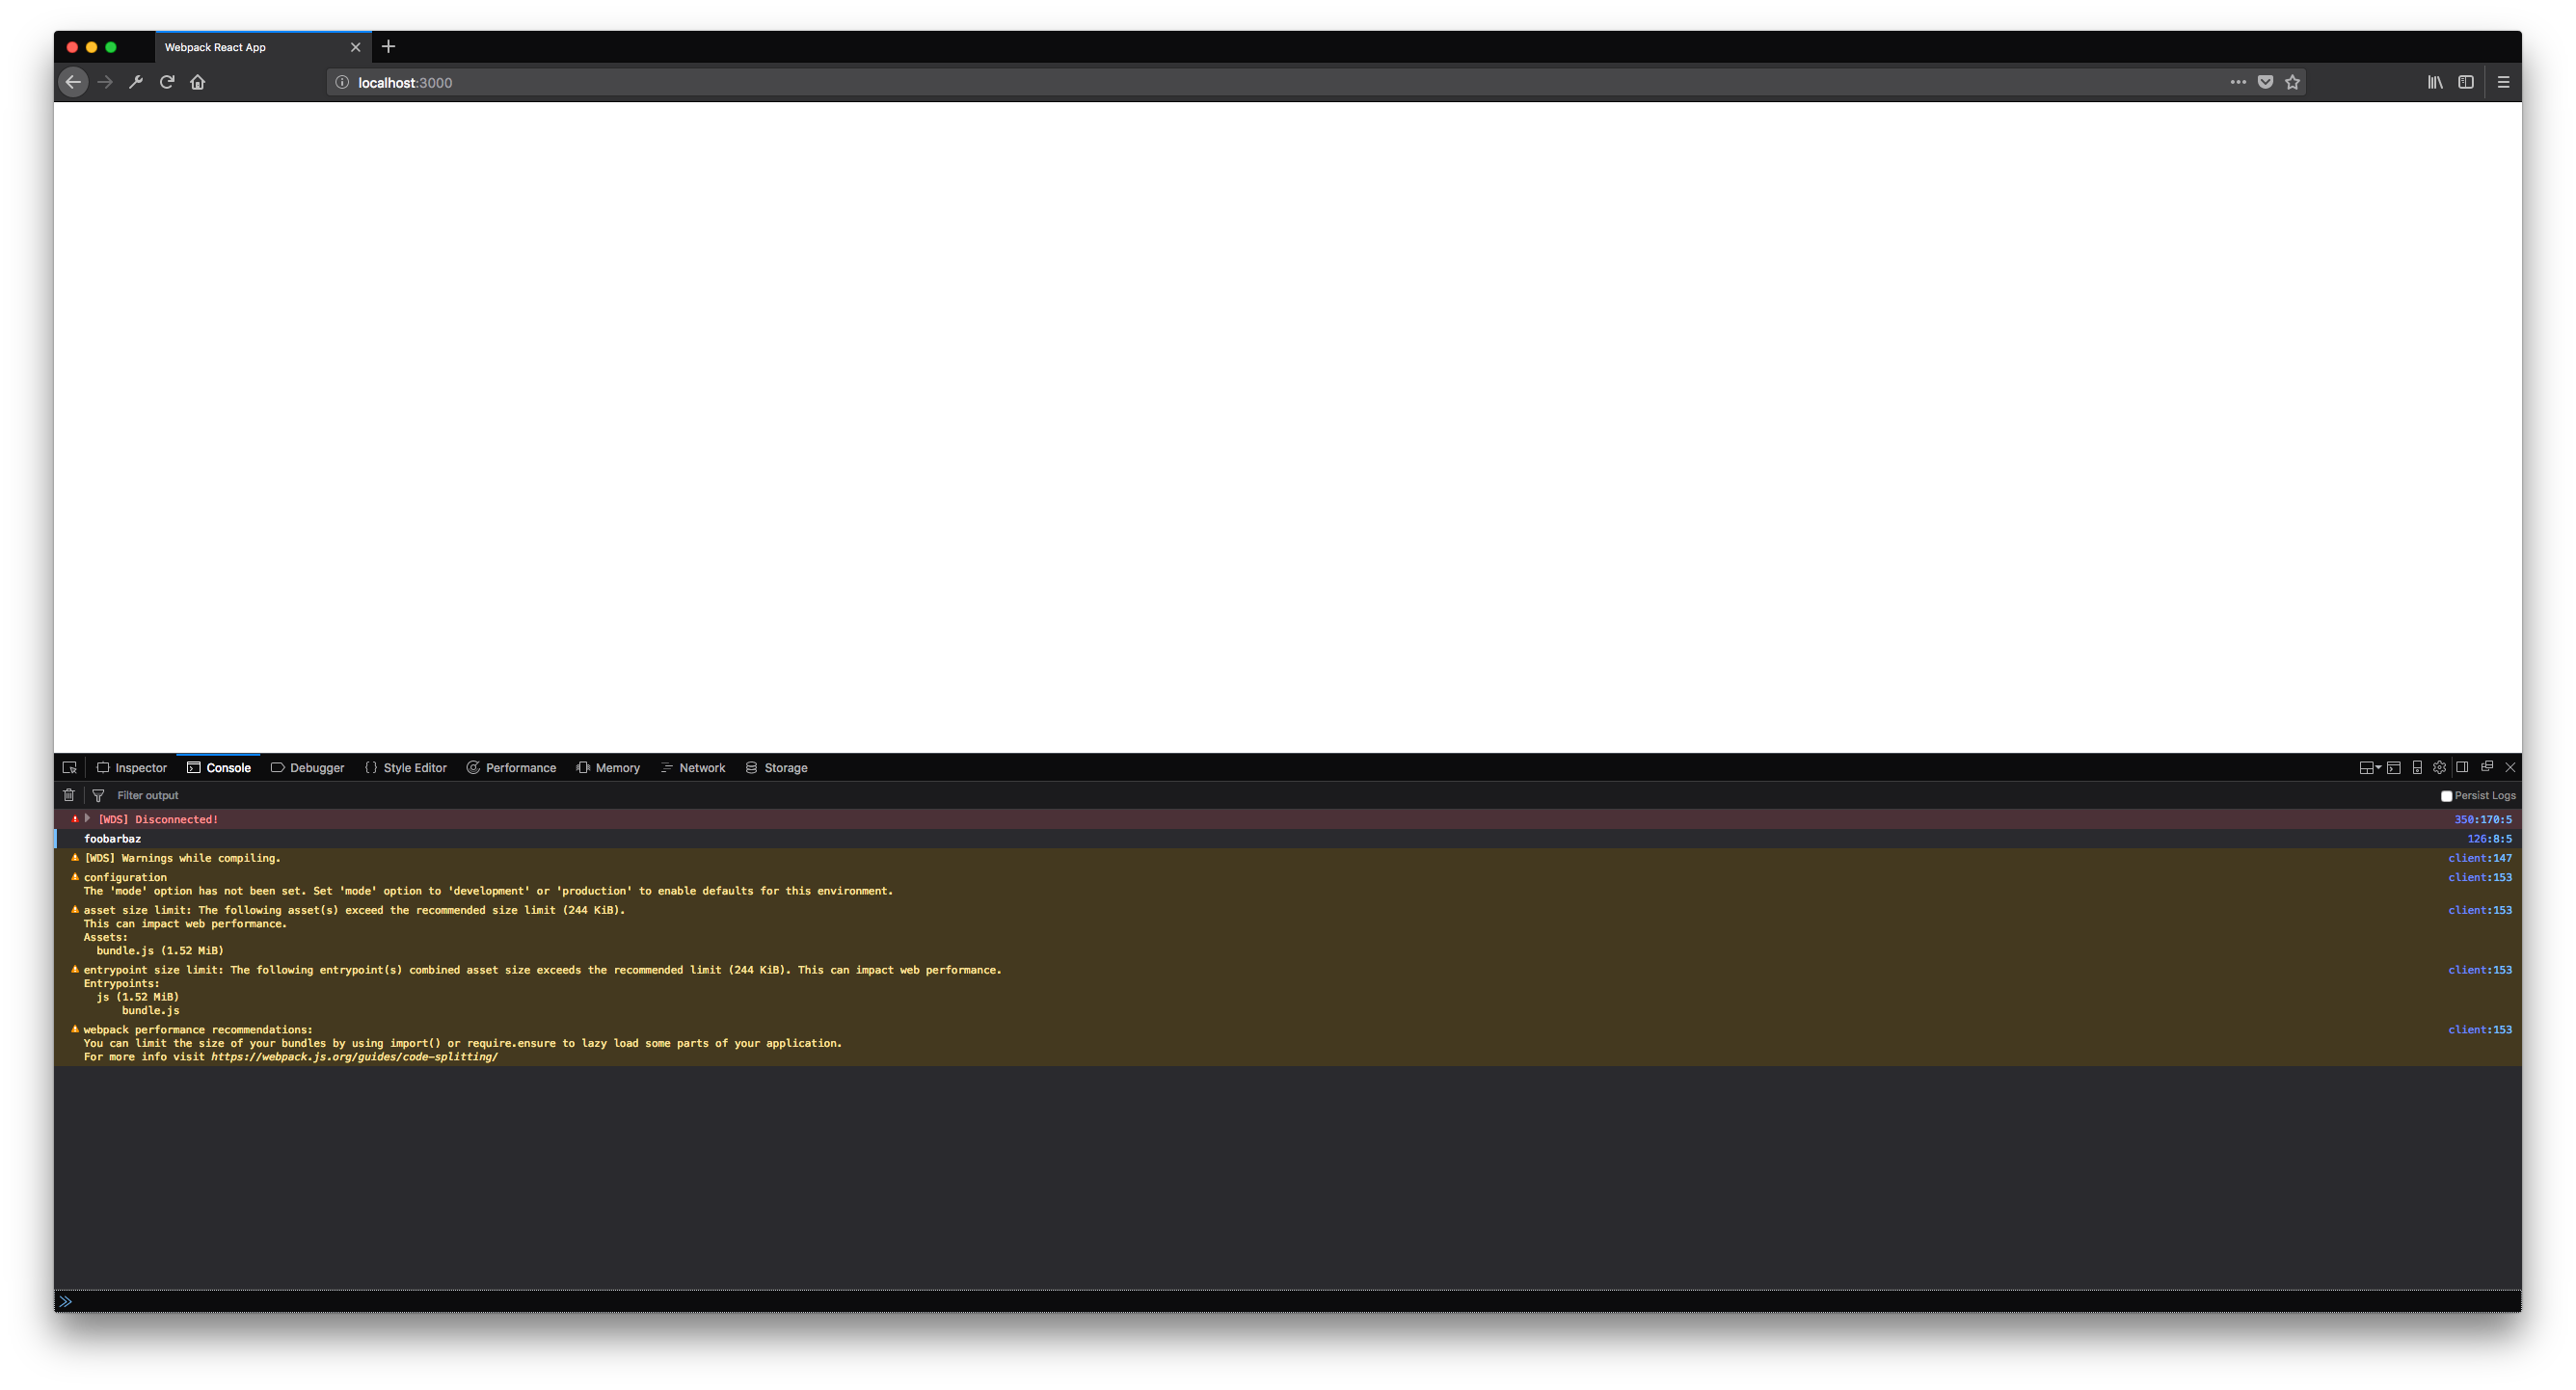 Webpack React App
localhost:3000
Inspector Console Debugger Style Editor Performance Memory Network Storage
Filter output Persist Logs
[WDS] Disconnected! 350:170:5
foobarbaz 126:8:5
[WDS] Warnings while compiling. client:147
configuration client:153
The 'mode' option has not been set. Set 'mode' option to 'development' or 'production' to enable defaults for this environment.
asset size limit: The following asset(s) exceed the recommended size limit (244 KiB). client:153
This can impact web performance.
Assets:
bundle.js (1.52 MiB)
entrypoint size limit: The following entrypoint(s) combined asset size exceeds the recommended limit (244 KiB). This can impact web performance. client:153
Entrypoints:
js (1.52 MiB)
bundle.js
webpack performance recommendations: client:153
You can limit the size of your bundles by using import() or require.ensure to lazy load some parts of your application.
For more info visit https://webpack.js.org/guides/code-splitting/